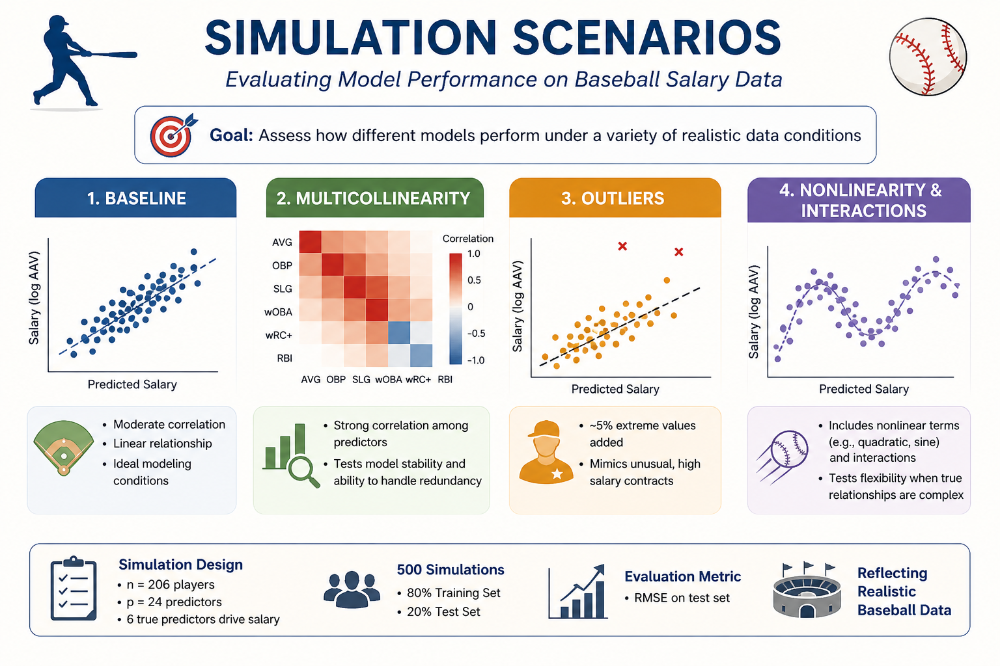 SIMULATION SCENARIOS
Evaluating Model Performance on Baseball Salary Data
Goal: Assess how different models perform under a variety of realistic data conditions
1. BASELINE
Salary (log AAV)
Predicted Salary
• Moderate correlation
• Linear relationship
• Ideal modeling
conditions
2. MULTICOLLINEARITY
AVG
OBP
SLG
wOBA
wRC+
RBI
AVG OBP SLG wOBA wRC+ RBI
Correlation
1.0
0.5
0
-0.5
-1.0
• Strong correlation among
predictors
• Tests model stability and
ability to handle redundancy
3. OUTLIERS
Salary (log AAV)
Predicted Salary
• ~5% extreme values
added
• Mimics unusual, high
salary contracts
4. NONLINEARITY &
INTERACTIONS
Salary (log AAV)
Predicted Salary
• Includes nonlinear terms
(e.g., quadratic, sine)
and interactions
• Tests flexibility when true
relationships are complex
Simulation Design
• n = 206 players
• p = 24 predictors
• 6 true predictors drive salary
500 Simulations
• 80% Training Set
• 20% Test Set
Evaluation Metric
• RMSE on test set
Reflecting
Realistic
Baseball Data